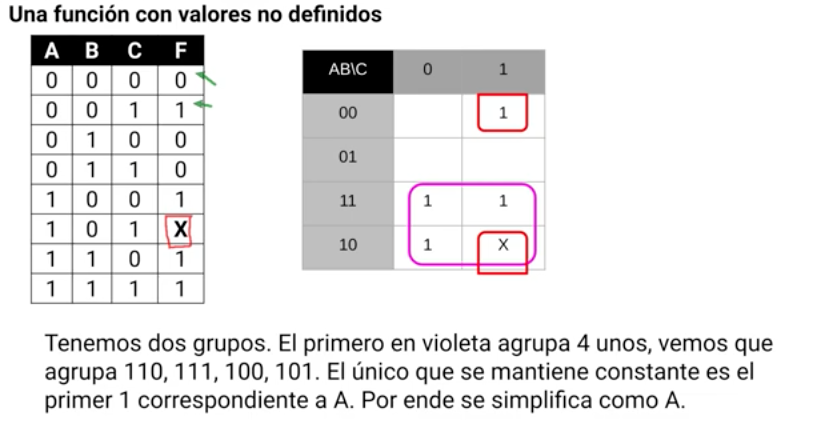 Una función con valores no definidos
A B C F
0 0 0 0
0 0 1 1
0 1 0 0
0 1 1 0
1 0 0 1
1 0 1 X
1 1 0 1
1 1 1 1
AB\C 0 1
00 1
01
11 1 1
10 1 X
Tenemos dos grupos. El primero en violeta agrupa 4 unos, vemos que
agrupa 110, 111, 100, 101. El único que se mantiene constante es el
primer 1 correspondiente a A. Por ende se simplifica como A.